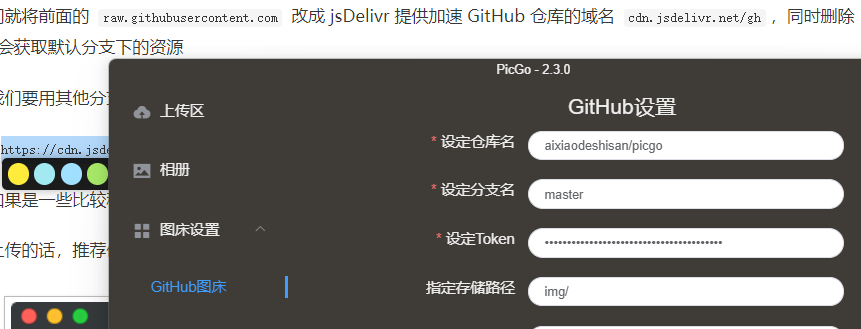 们就将前面的 raw.githubusercontent.com 改成 jsDelivr 提供加速 GitHub 仓库的域名 cdn.jsdelivr.net/gh ，同时删除
会获取默认分支下的资源
我们要用其他分
https://cdn.jsde
如果是一些比较
上传的话，推荐
PicGo - 2.3.0
GitHub设置
上传区
* 设定仓库名 aixiaodeshisan/picgo
相册
* 设定分支名 master
图床设置
* 设定Token ••••••••••••••••••••••••••••••••••••••••
GitHub图床
指定存储路径 img/